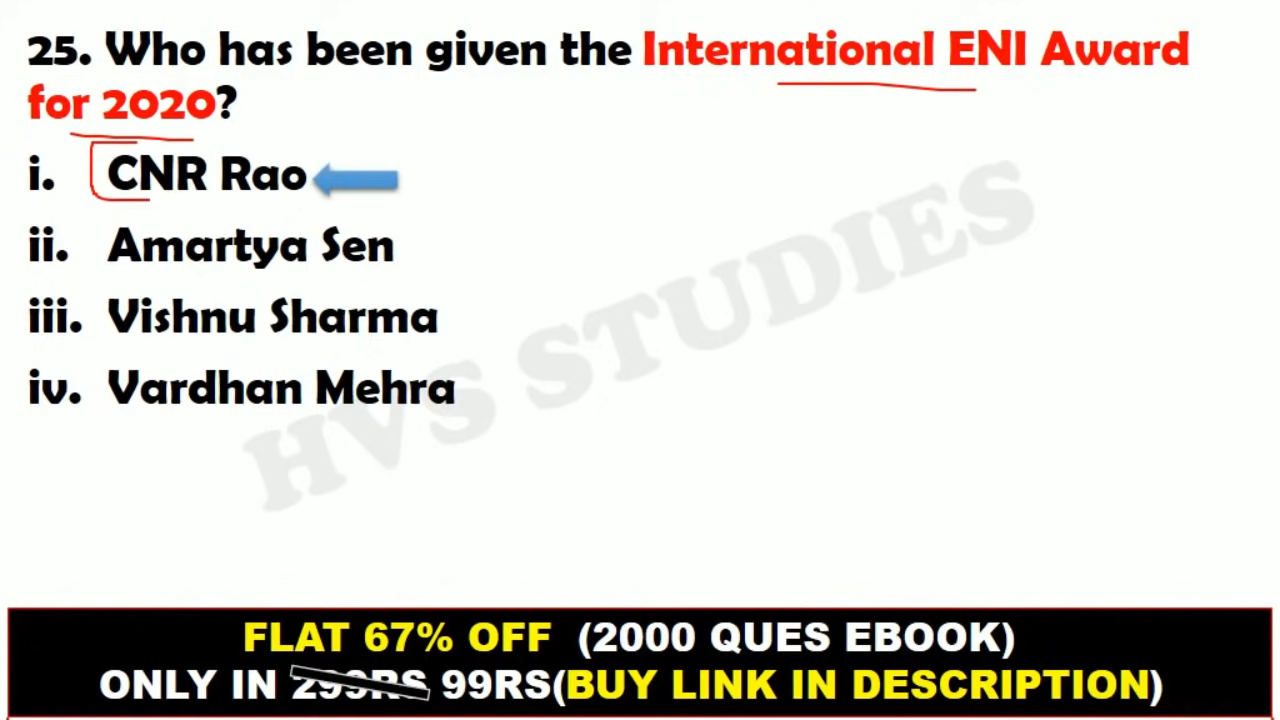 25. Who has been given the International ENI Award
for 2020?
i. CNR Rao
ii. Amartya Sen
iii. Vishnu Sharma
iv. Vardhan Mehra
HVS STUDIES
FLAT 67% OFF (2000 QUES EBOOK)
ONLY IN 299RS 99RS(BUY LINK IN DESCRIPTION)